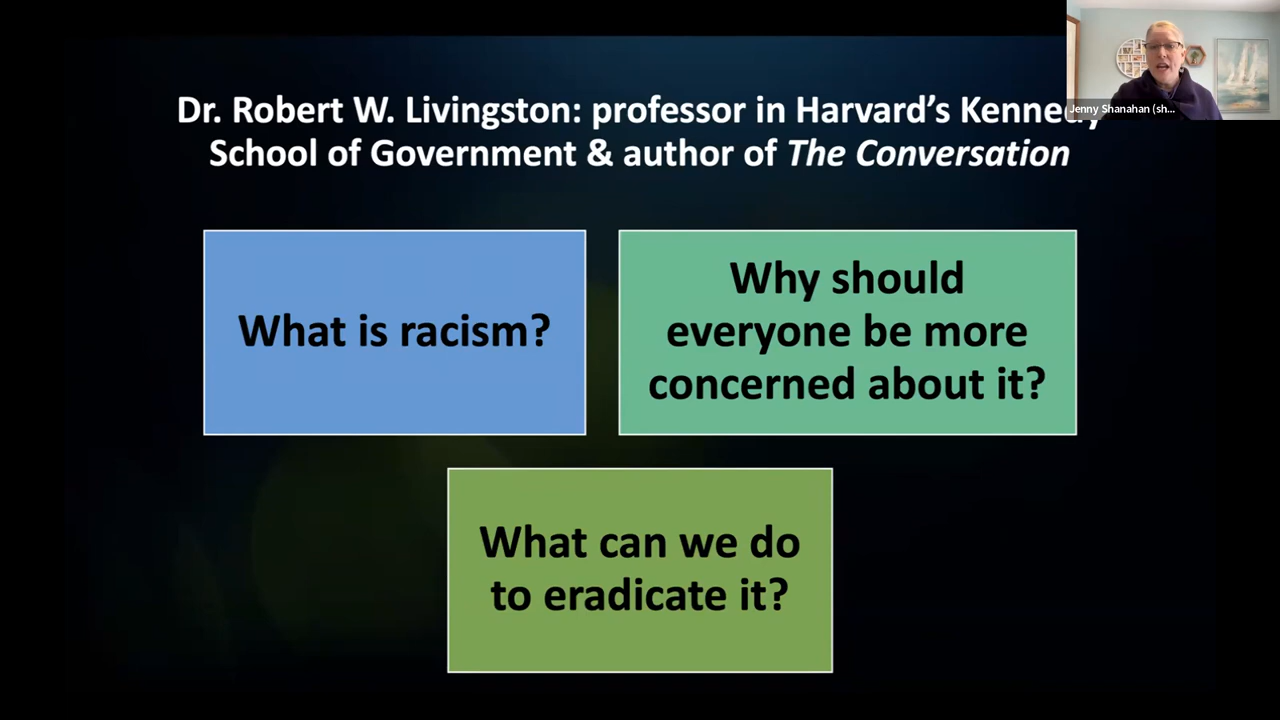 Dr. Robert W. Livingston: professor in Harvard's Kennedy
School of Government & author of The Conversation
Jenny Shanahan (sh...
What is racism?
Why should
everyone be more
concerned about it?
What can we do
to eradicate it?